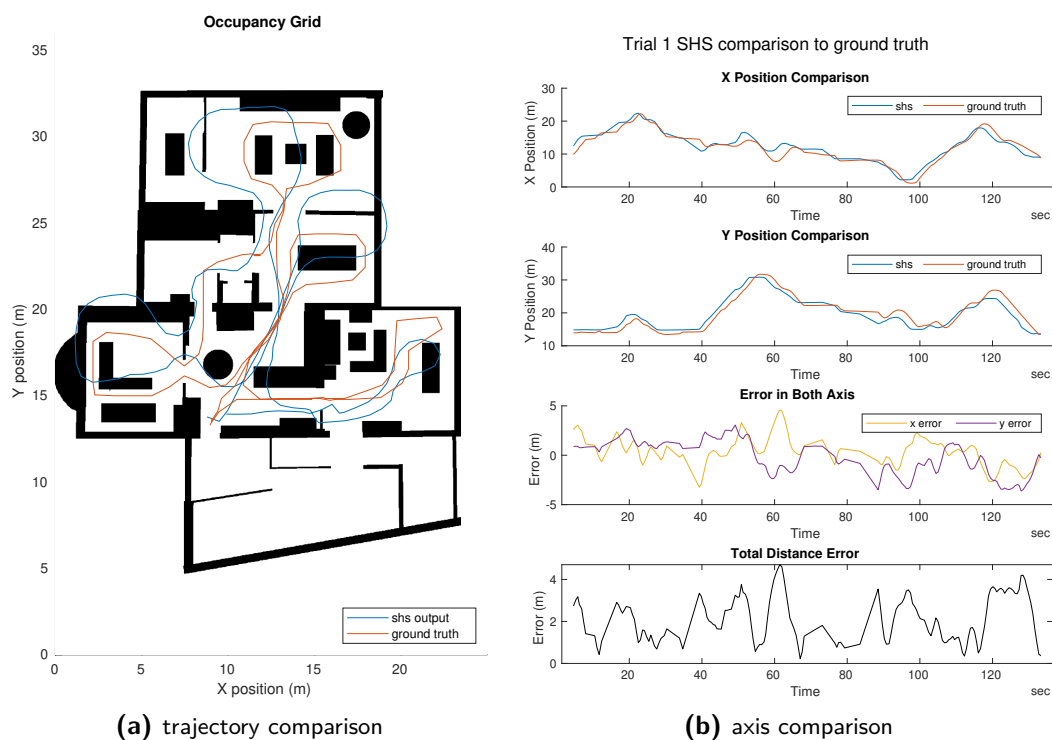 Occupancy Grid
35
30
25
20
15
10
5
0
Y position (m)
0 5 10 15 20
X position (m)
shs output
ground truth
(a) trajectory comparison
Trial 1 SHS comparison to ground truth
X Position Comparison
shs ground truth
30
20
10
0
X Position (m)
20 40 60 80 100 120
Time sec
Y Position Comparison
shs ground truth
40
30
20
10
Y Position (m)
20 40 60 80 100 120
Time sec
Error in Both Axis
x error y error
5
0
-5
Error (m)
20 40 60 80 100 120
Time sec
Total Distance Error
4
2
0
Error (m)
20 40 60 80 100 120
Time sec
(b) axis comparison